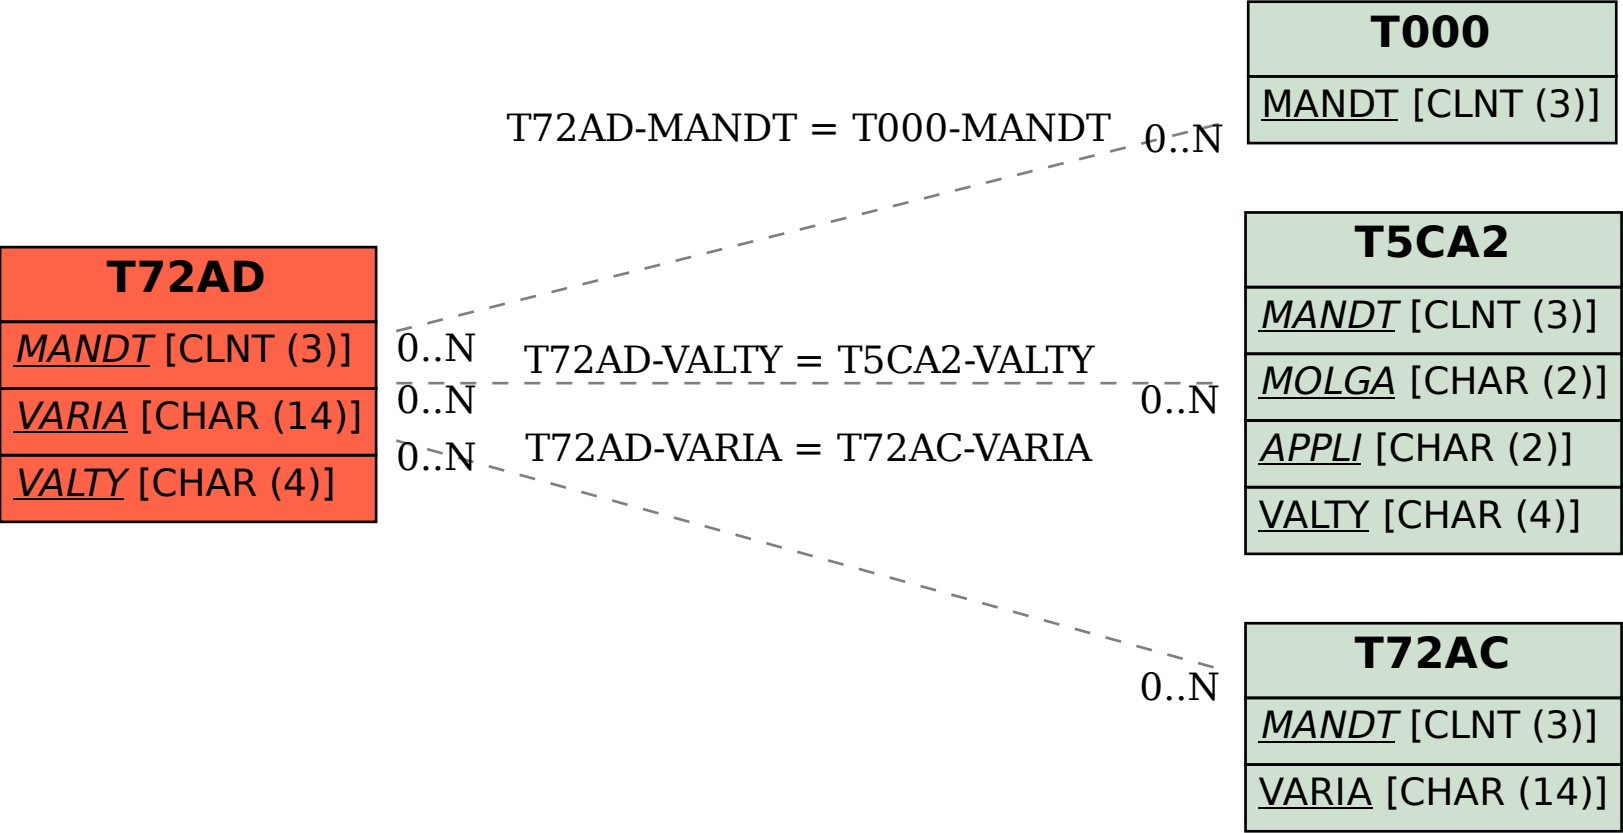 T000
MANDT [CLNT (3)]
T72AD-MANDT = T000-MANDT
0..N
T5CA2
MANDT [CLNT (3)]
MOLGA [CHAR (2)]
APPLI [CHAR (2)]
VALTY [CHAR (4)]
T72AD
MANDT [CLNT (3)]
VARIA [CHAR (14)]
VALTY [CHAR (4)]
0..N
T72AD-VALTY = T5CA2-VALTY
0..N
0..N
T72AD-VARIA = T72AC-VARIA
0..N
0..N
T72AC
MANDT [CLNT (3)]
VARIA [CHAR (14)]